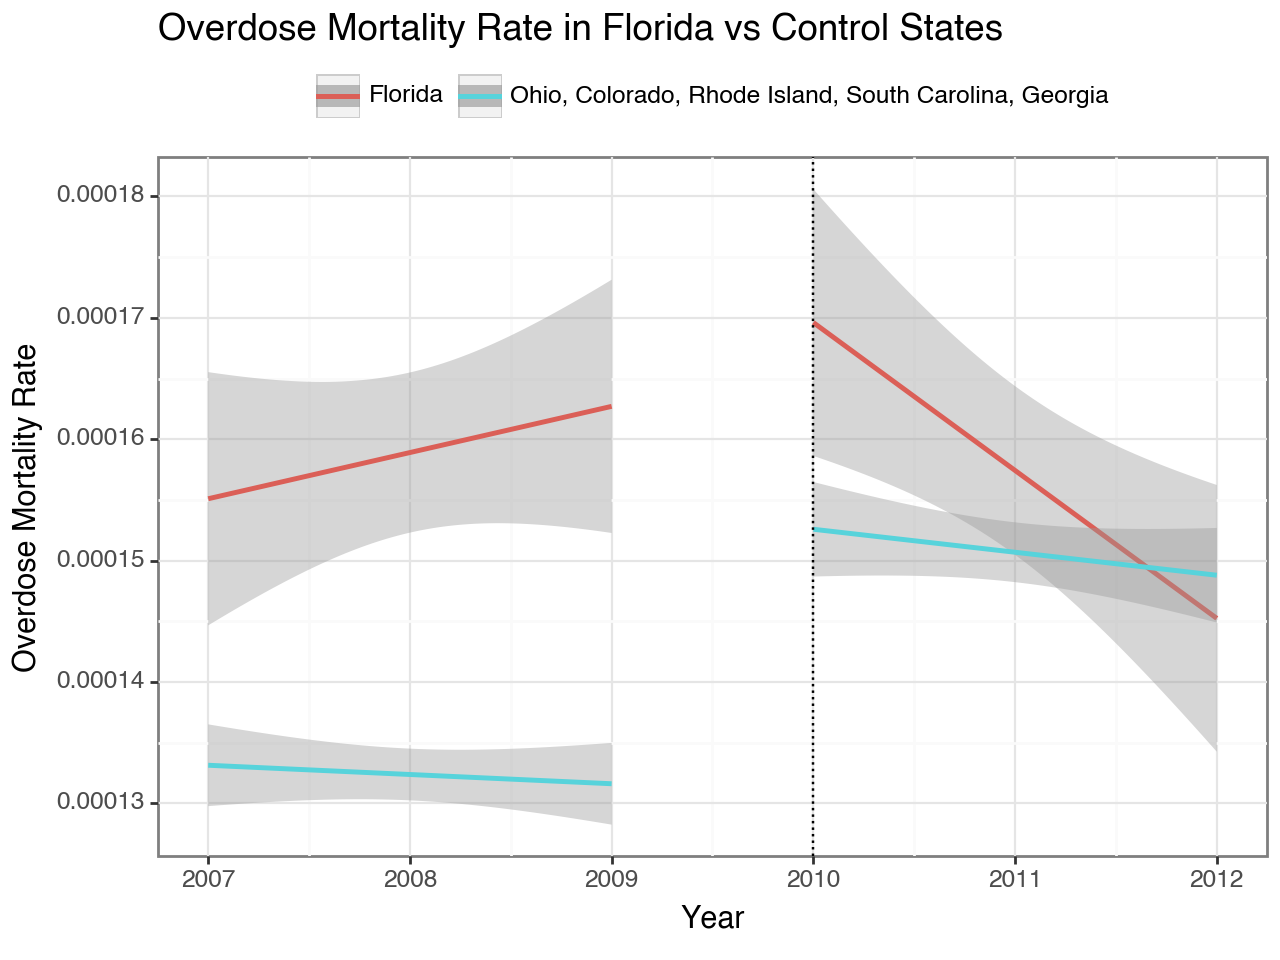 Overdose Mortality Rate in Florida vs Control States
Florida
Ohio, Colorado, Rhode Island, South Carolina, Georgia
Overdose Mortality Rate
0.00018
0.00017
0.00016
0.00015
0.00014
0.00013
2007
2008
2009
2010
2011
2012
Year